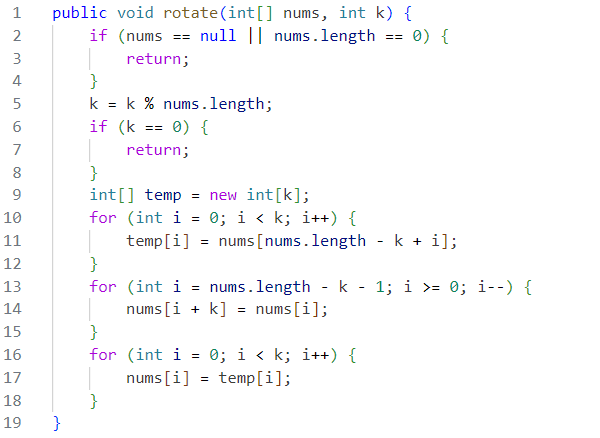 1 public void rotate(int[] nums, int k) {
2     if (nums == null || nums.length == 0) {
3         return;
4     }
5     k = k % nums.length;
6     if (k == 0) {
7         return;
8     }
9     int[] temp = new int[k];
10     for (int i = 0; i < k; i++) {
11         temp[i] = nums[nums.length - k + i];
12     }
13     for (int i = nums.length - k - 1; i >= 0; i--) {
14         nums[i + k] = nums[i];
15     }
16     for (int i = 0; i < k; i++) {
17         nums[i] = temp[i];
18     }
19 }